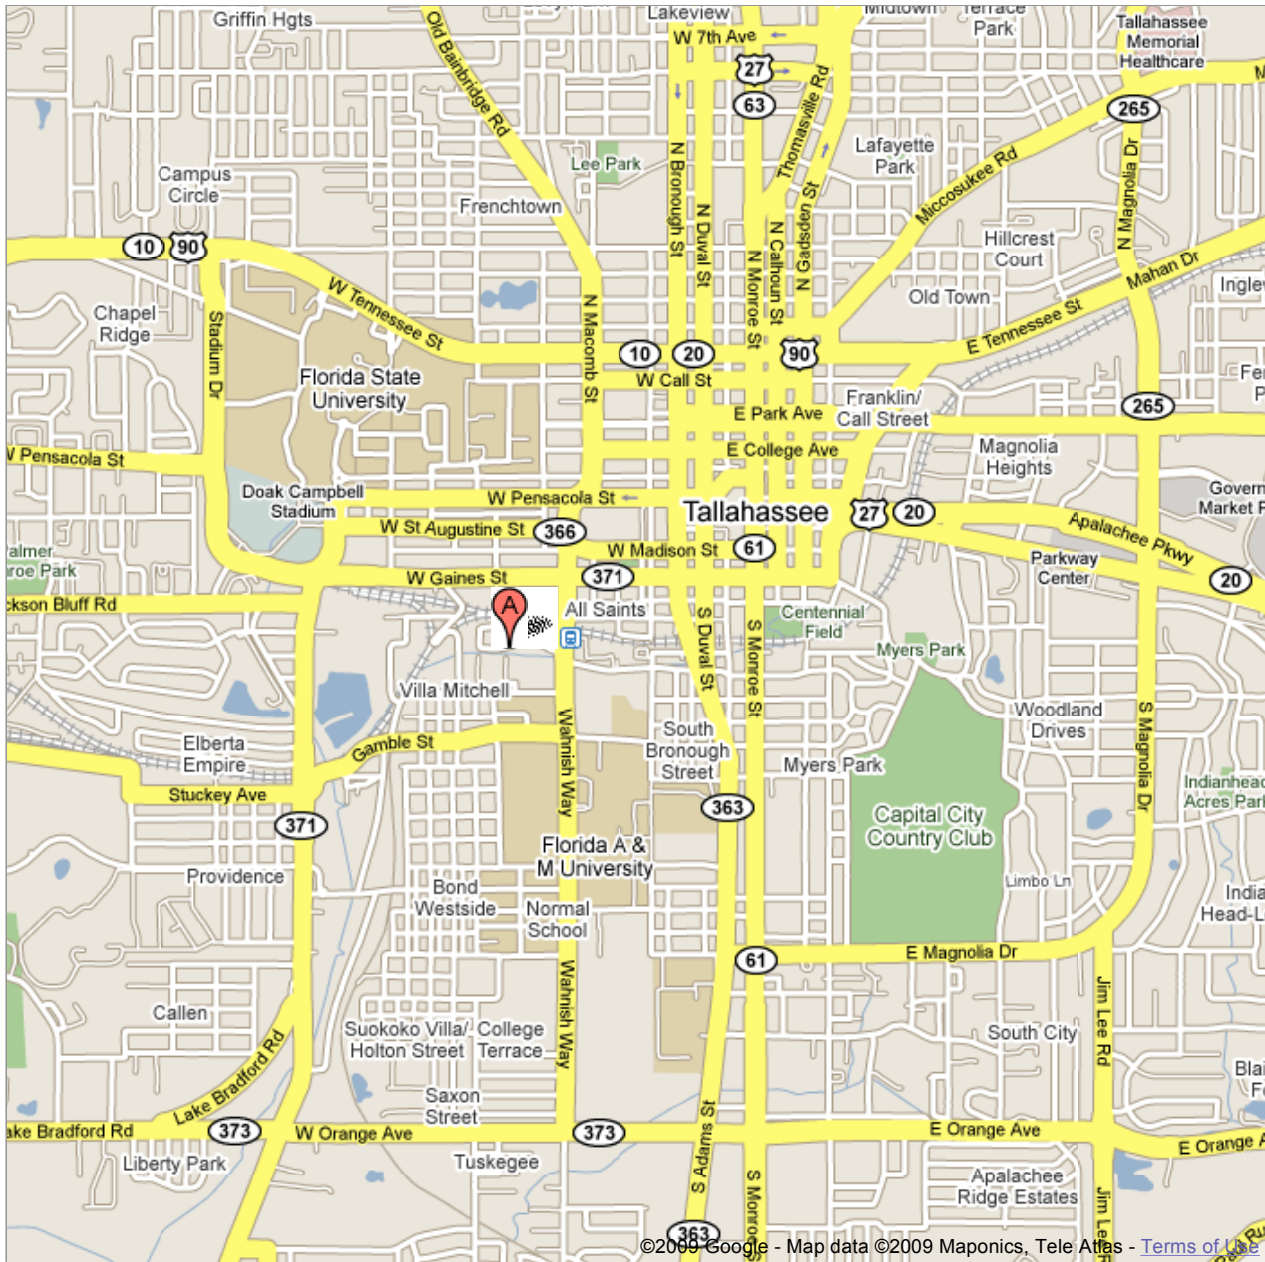 Griffin Hgts
Lakeview
Midtown
Terrace
Park
Tallahassee
Memorial
Healthcare
W 7th Ave
27
63
265
Old Bainbridge Rd
Thomasville Rd
Lafayette
Park
Miccosukee Rd
N Magnolia Dr
Lee Park
Campus
Circle
Frenchtown
N Bronough St
N Duval St
N Monroe St
N Calhoun St
N Gadsden St
Hillcrest
Court
Mahan Dr
10
90
W Tennessee St
Old Town
Chapel
Ridge
Stadium Dr
N Macomb St
10
20
90
E Tennessee St
W Call St
Florida State
University
E Park Ave
Franklin/
Call Street
265
E College Ave
Magnolia
Heights
W Pensacola St
Doak Campbell
Stadium
W Pensacola St
Tallahassee
27
20
Apalachee Pkwy
W St Augustine St
366
W Madison St
61
Parkway
Center
20
W Gaines St
371
ckson Bluff Rd
A
All Saints
Centennial
Field
S Duval St
S Monroe St
Myers Park
Villa Mitchell
Woodland
Drives
S Magnolia Dr
Elberta
Empire
Gamble St
Wahnish Way
South
Bronough
Street
Myers Park
Stuckey Ave
363
Capital City
Country Club
371
Florida A &
M University
Providence
Limbo Ln
Bond
Westside
Normal
School
61
E Magnolia Dr
Wahnish Way
Jim Lee Rd
Callen
Suokoko Villa/
Holton Street
College
Terrace
South City
Lake Bradford Rd
Saxon
Street
S Adams St
ake Bradford Rd
373
W Orange Ave
373
E Orange Ave
E Orange A
Liberty Park
Tuskegee
Apalachee
Ridge Estates
S Monroe S
Jim Lee R
363
©2009 Google - Map data ©2009 Maponics, Tele Atlas - Terms of Use